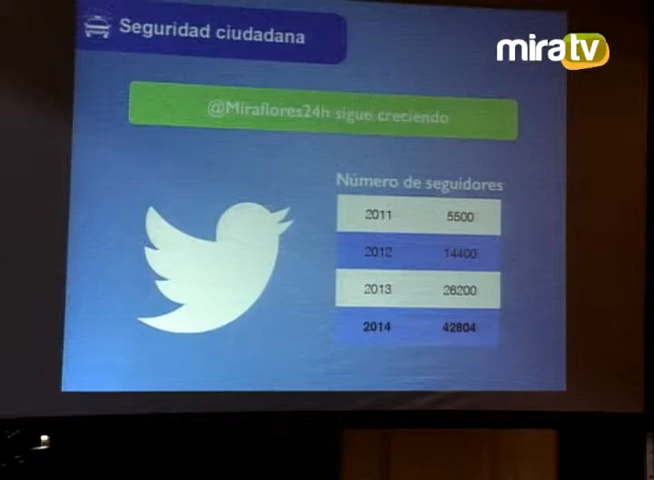 Seguridad ciudadana
miratv
@Miraflores24h sigue creciendo
Número de seguidores
2011 5500
2012 14400
2013 26200
2014 42804